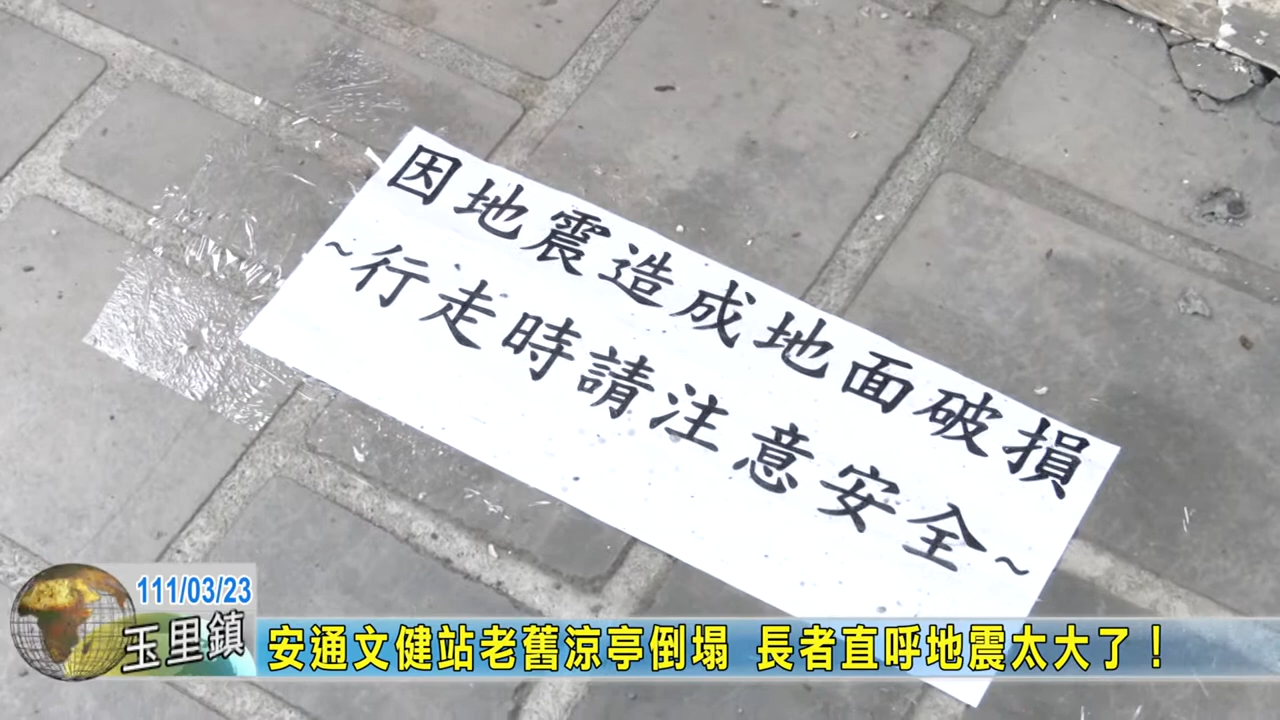 因地震造成地面破損
~行走時請注意安全~
111/03/23
玉里鎮
安通文健站老舊涼亭倒塌 長者直呼地震太大了!